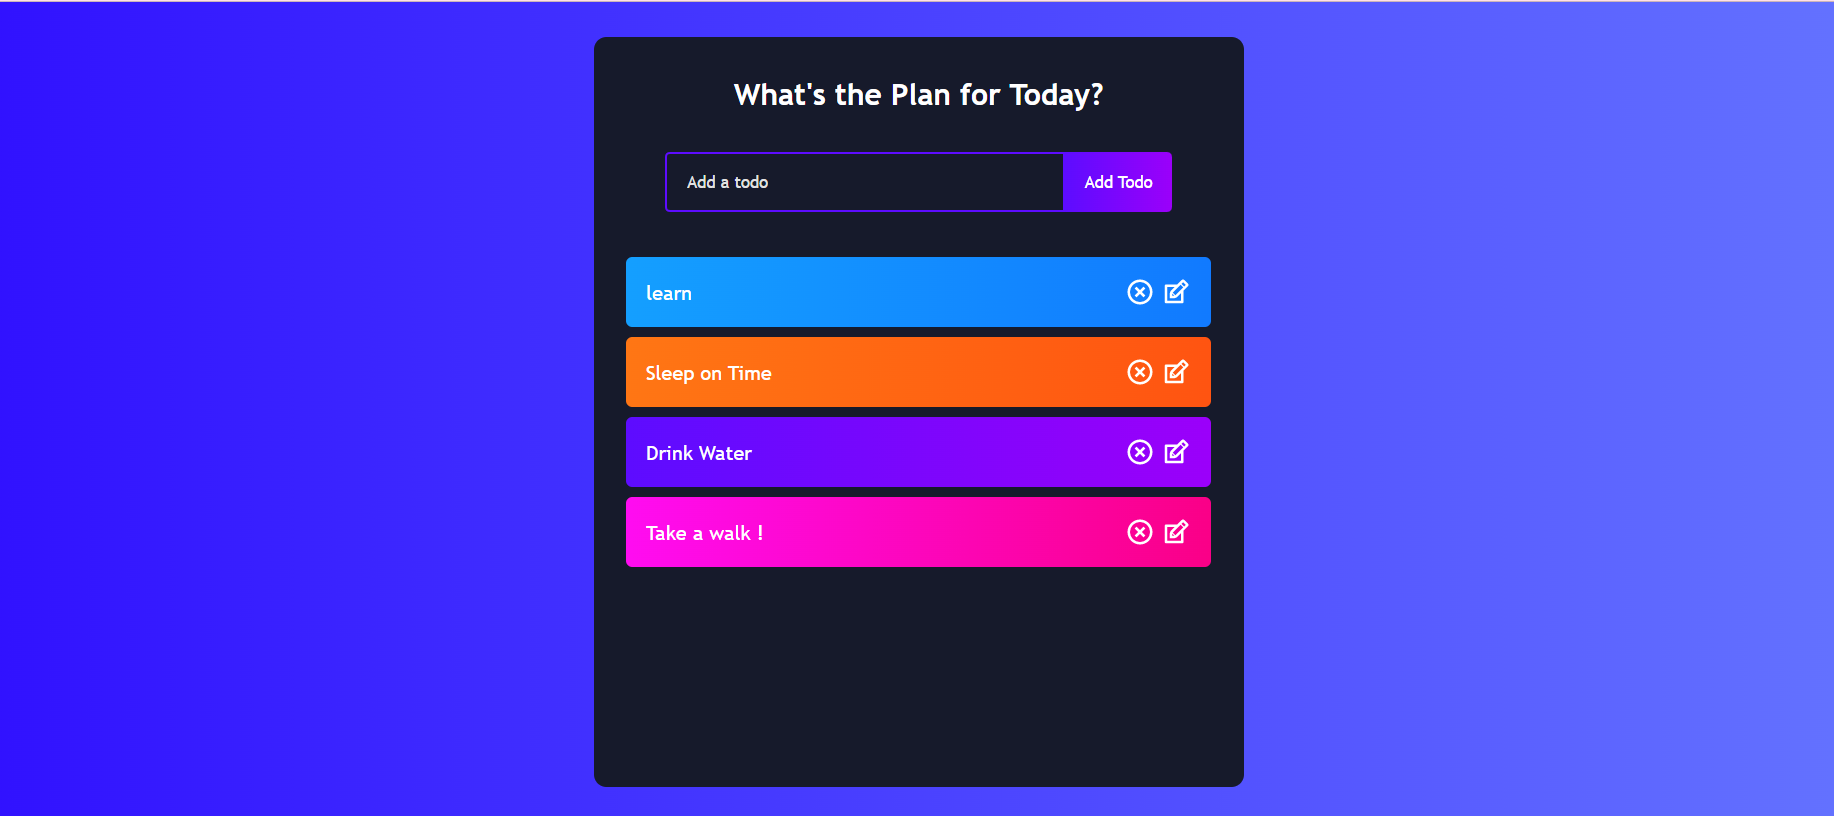 What's the Plan for Today?
Add a todo
Add Todo
learn
Sleep on Time
Drink Water
Take a walk !